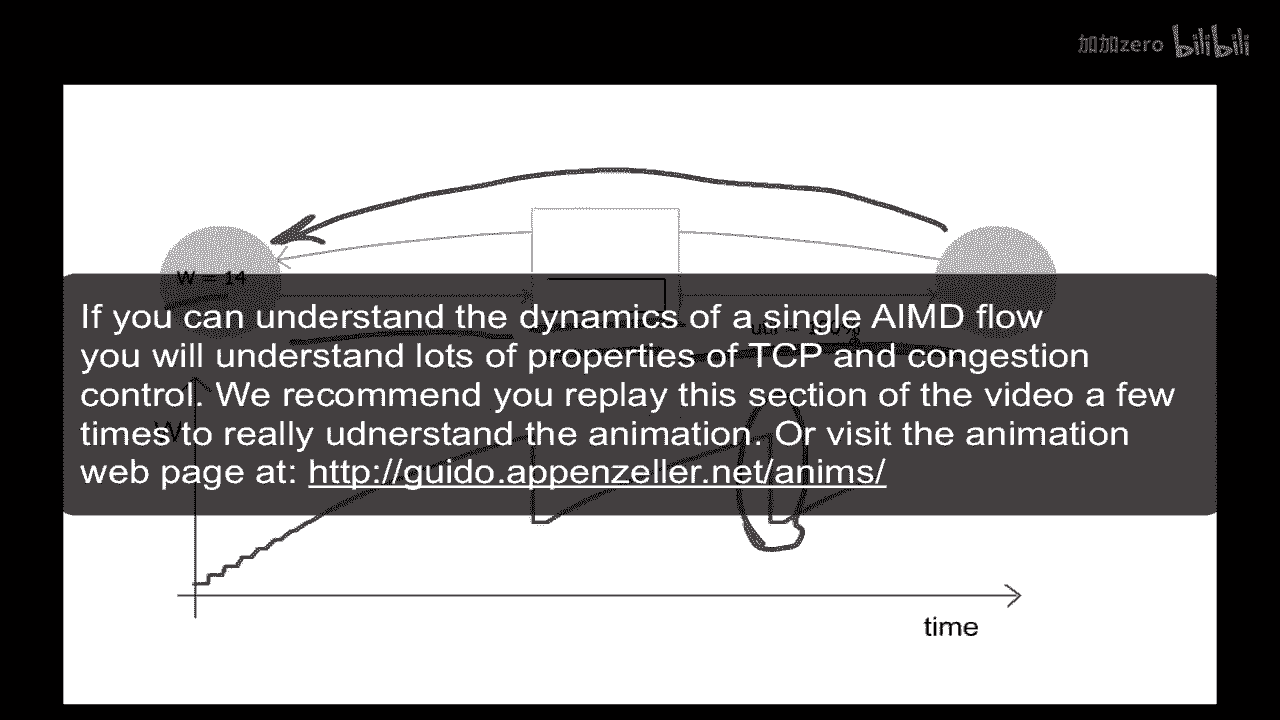 加加zero bilibili
W = 14
If you can understand the dynamics of a single AIMD flow
you will understand lots of properties of TCP and congestion
control. We recommend you replay this section of the video a few
times to really udnerstand the animation. Or visit the animation
web page at: http://guido.appenzeller.net/anims/
W
time